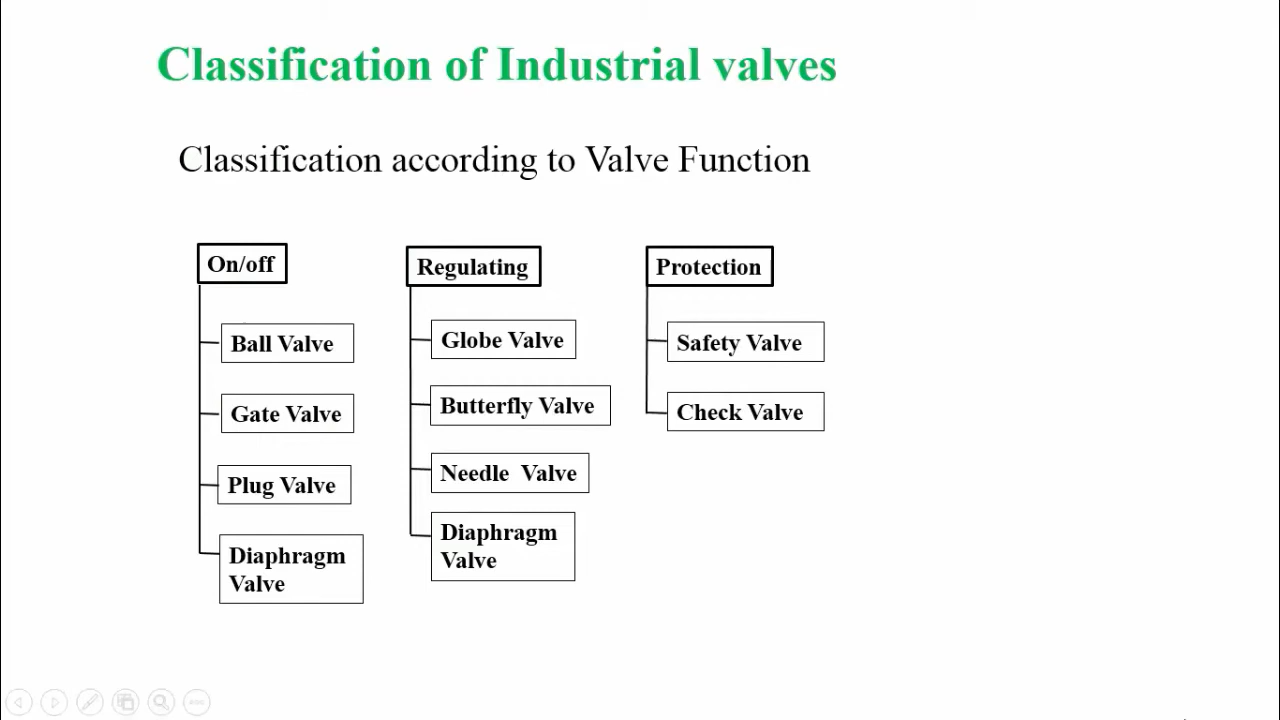 Classification of Industrial valves
Classification according to Valve Function
On/off
Ball Valve
Gate Valve
Plug Valve
Diaphragm
Valve
Regulating
Globe Valve
Butterfly Valve
Needle Valve
Diaphragm
Valve
Protection
Safety Valve
Check Valve